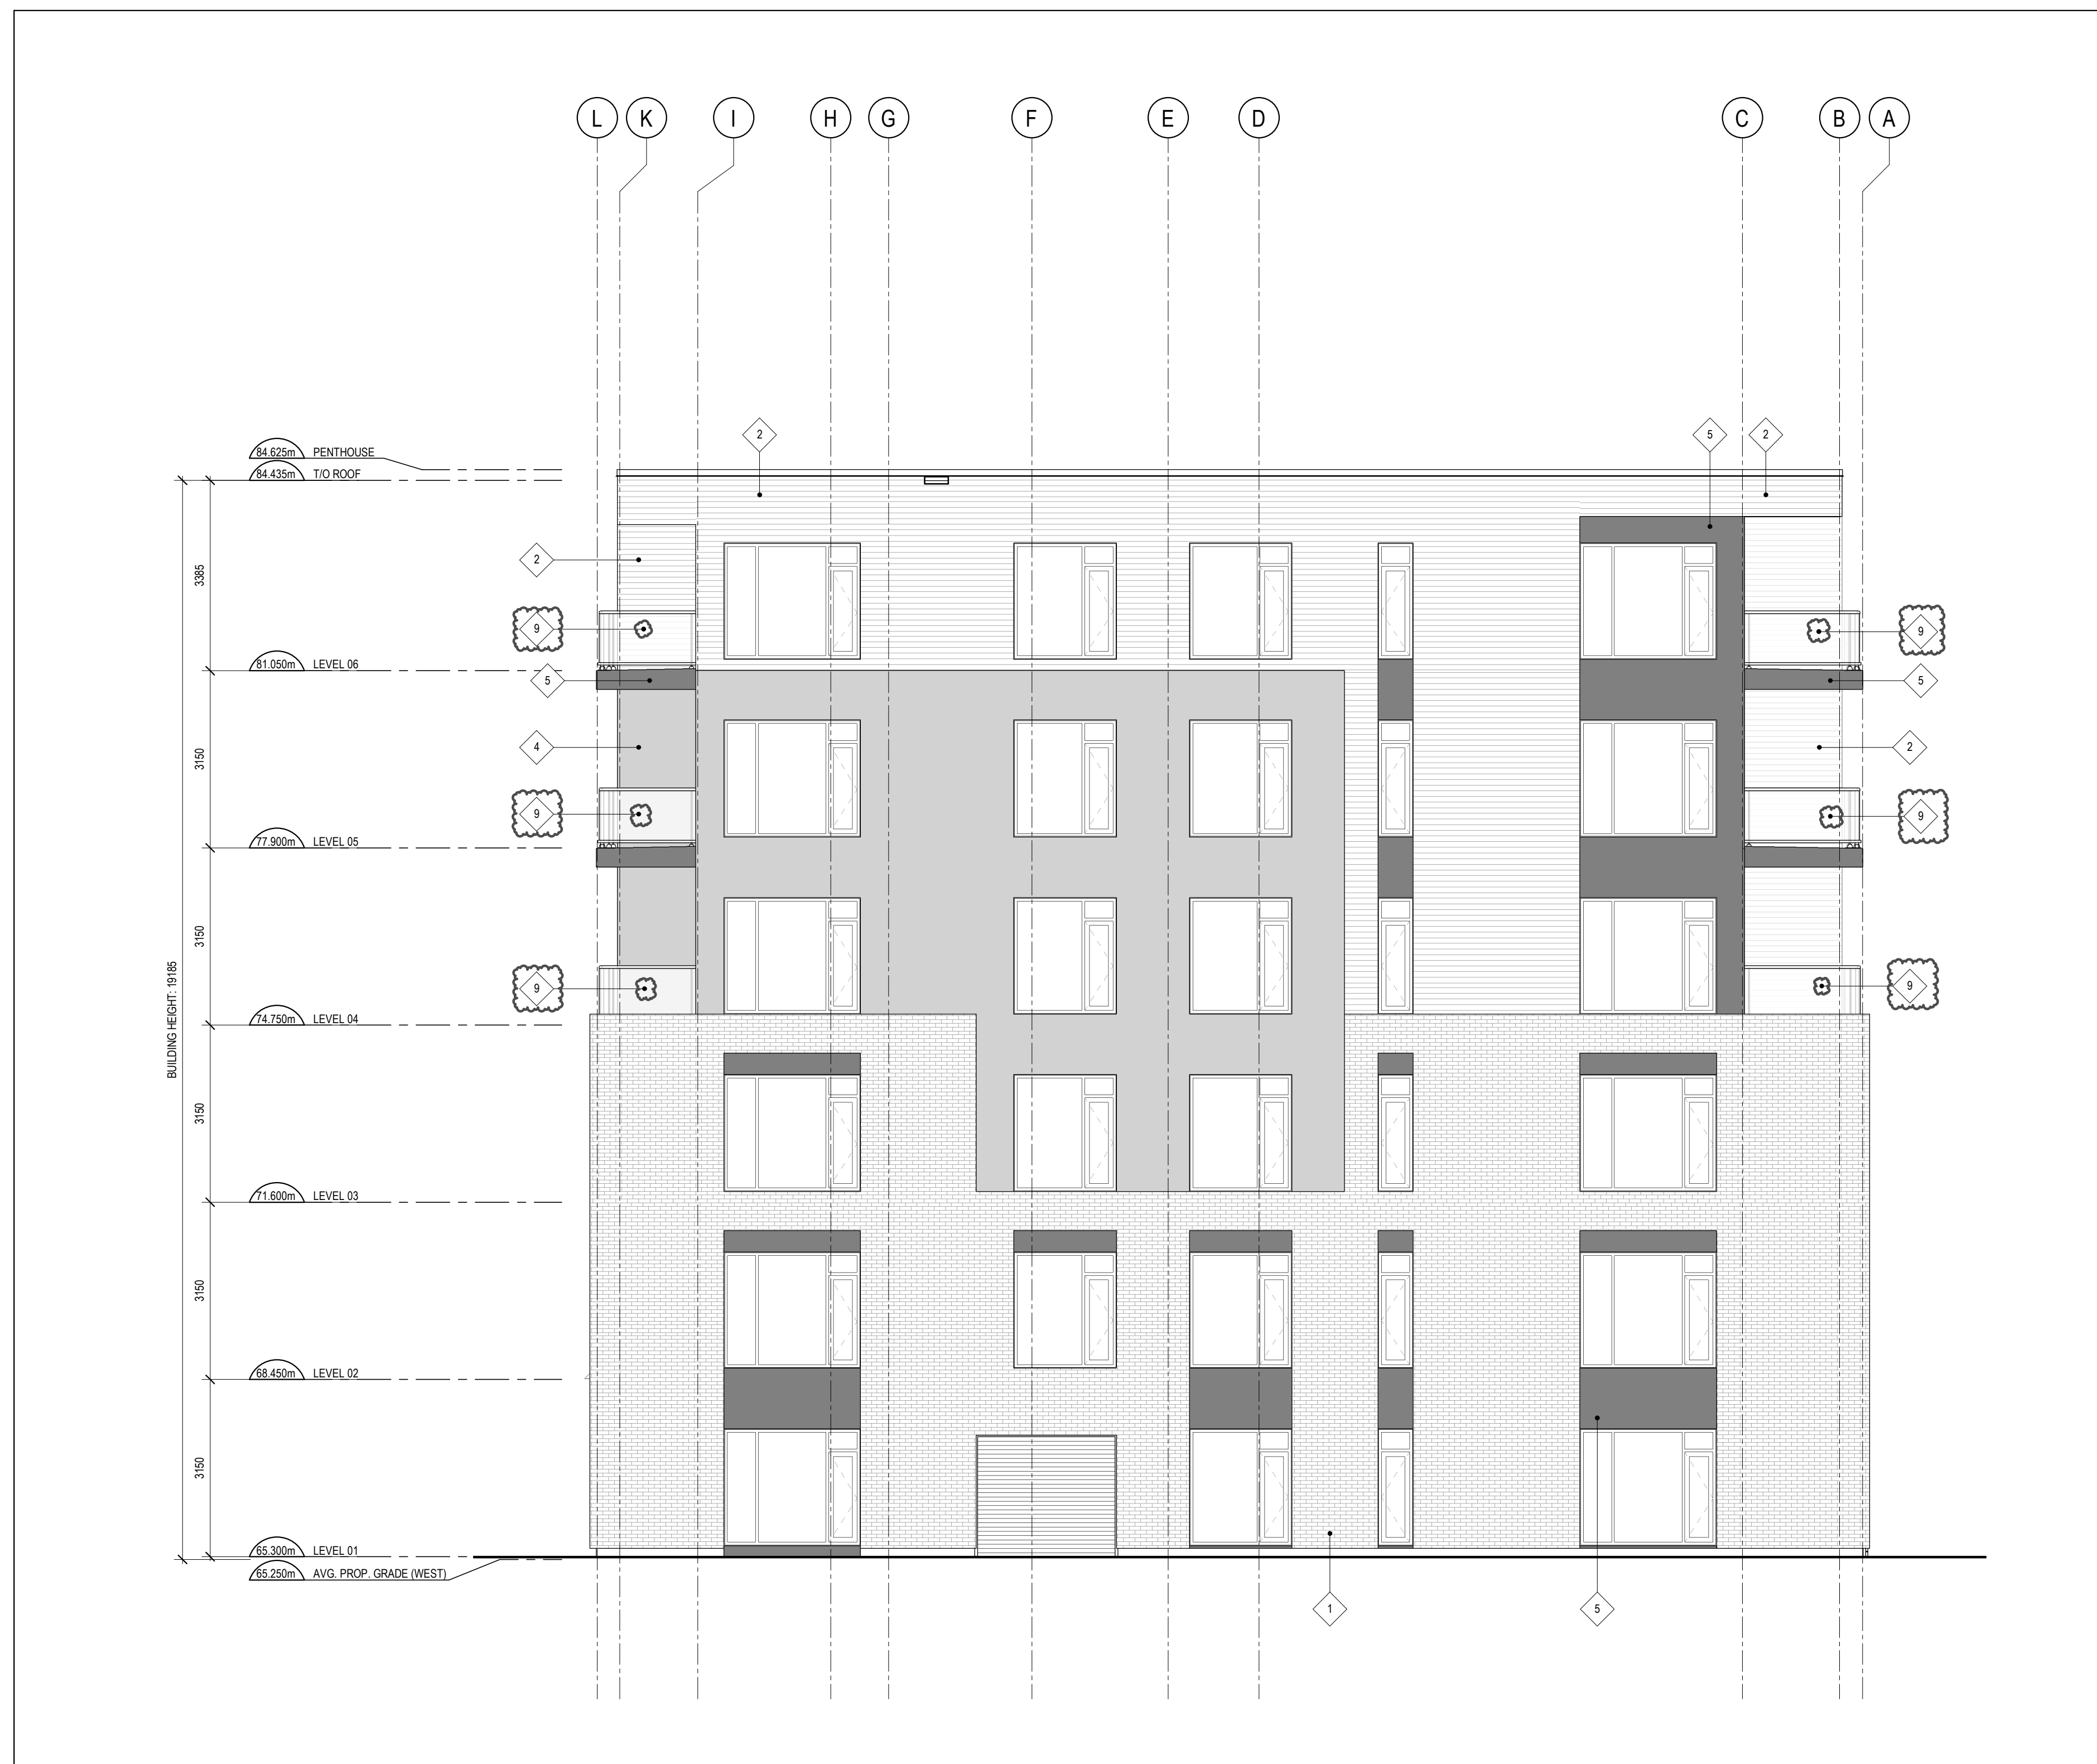 L K I H G F E D C B A
2 5 2
84.625m PENTHOUSE
84.435m T/O ROOF
3385
2
9 9
81.050m LEVEL 06
5 5
3150
4 2
9 9
77.900m LEVEL 05
3150
BUILDING HEIGHT: 19185
9 9
74.750m LEVEL 04
3150
71.600m LEVEL 03
3150
68.450m LEVEL 02
3150
65.300m LEVEL 01
65.250m AVG. PROP. GRADE (WEST)
1 5